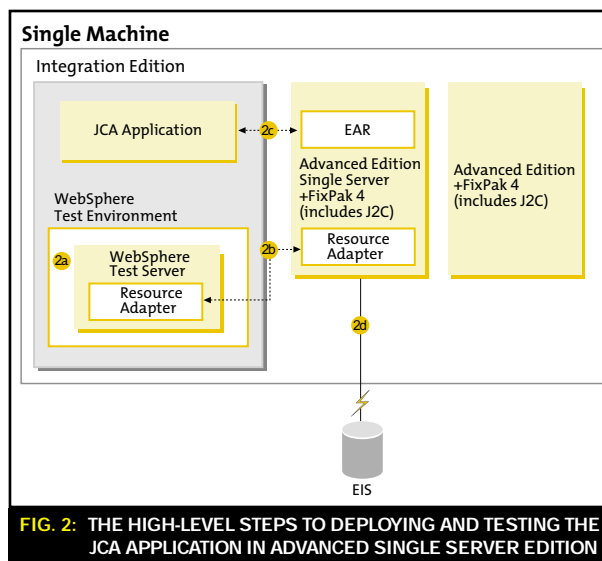 Single Machine
Integration Edition
JCA Application
2c
EAR
Advanced Edition
Single Server
+FixPak 4
(includes J2C)
Advanced Edition
+FixPak 4
(includes J2C)
WebSphere
Test Environment
2a
WebSphere
Test Server
Resource
Adapter
2b
Resource
Adapter
2d
EIS
FIG. 2: THE HIGH-LEVEL STEPS TO DEPLOYING AND TESTING THE
JCA APPLICATION IN ADVANCED SINGLE SERVER EDITION